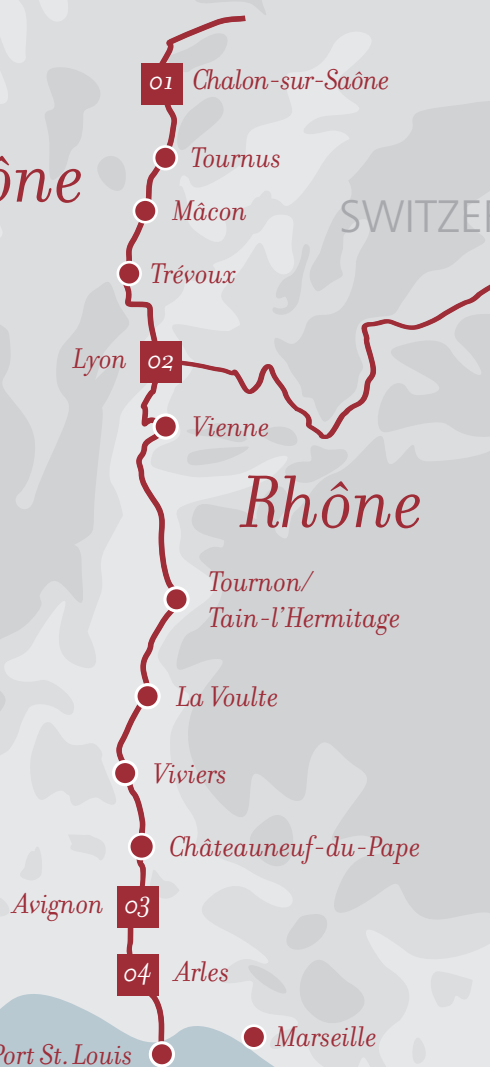 01 Chalon-sur-Saône
Tournus
ône
Mâcon
SWITZE
Trévoux
Lyon 02
Vienne
Rhône
Tournon/
Tain-l'Hermitage
La Voulte
Viviers
Châteauneuf-du-Pape
Avignon 03
04 Arles
Marseille
Port St. Louis